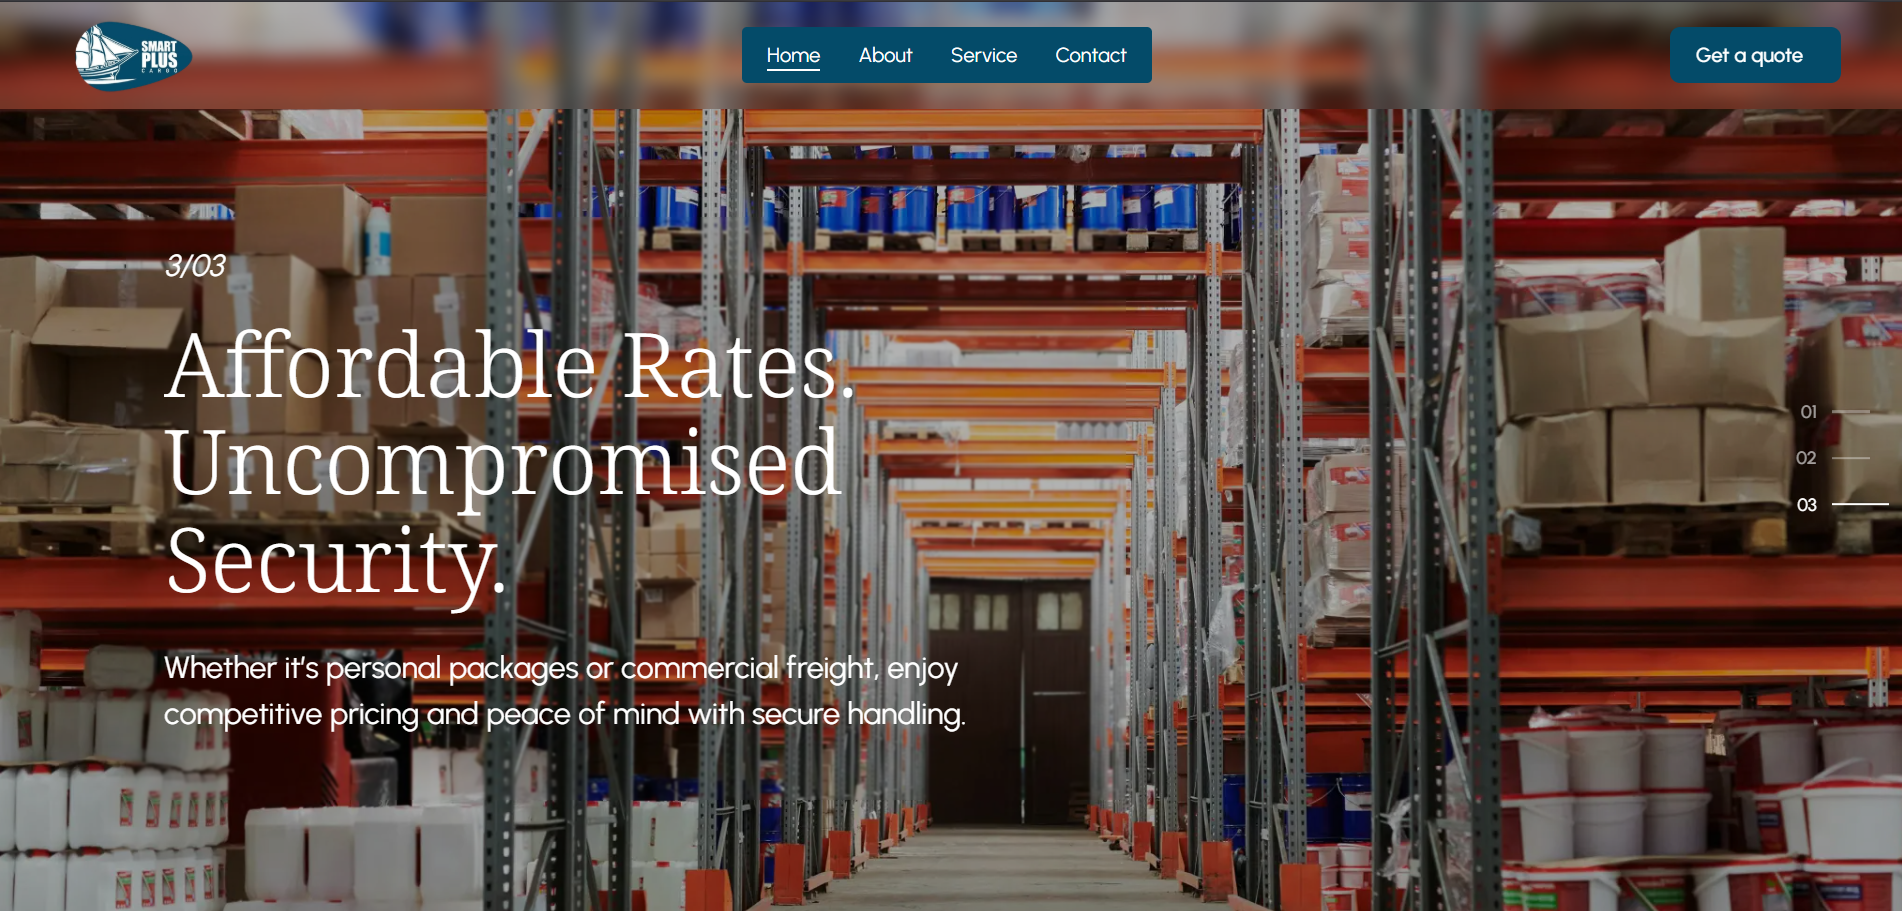 SMART
PLUS
CARGO
Home About Service Contact
Get a quote
3/03
Affordable Rates.
Uncompromised
Security.
Whether it's personal packages or commercial freight, enjoy
competitive pricing and peace of mind with secure handling.
01
02
03